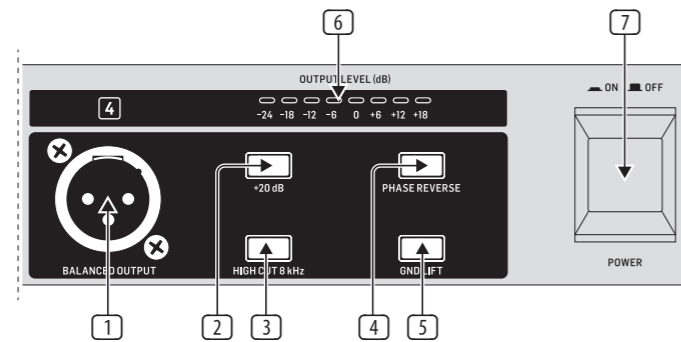 6
7
OUTPUT LEVEL (dB)
ON OFF
4
-24 -18 -12 -6 0 +6 +12 +18
+20 dB
PHASE REVERSE
BALANCED OUTPUT
HIGH CUT 8 kHz
GND LIFT
POWER
1
2
3
4
5